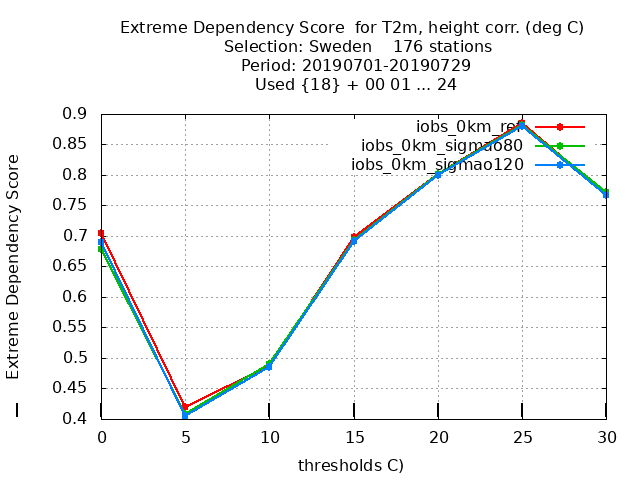 Extreme Dependency Score for T2m, height corr. (deg C)
Selection: Sweden 176 stations
Period: 20190701-20190729
Used {18} + 00 01 ... 24
iobs_0km_ref
iobs_0km_sigmao80
iobs_0km_sigmao120
Extreme Dependency Score
0.9
0.85
0.8
0.75
0.7
0.65
0.6
0.55
0.5
0.45
0.4
0 5 10 15 20 25 30
thresholds C)